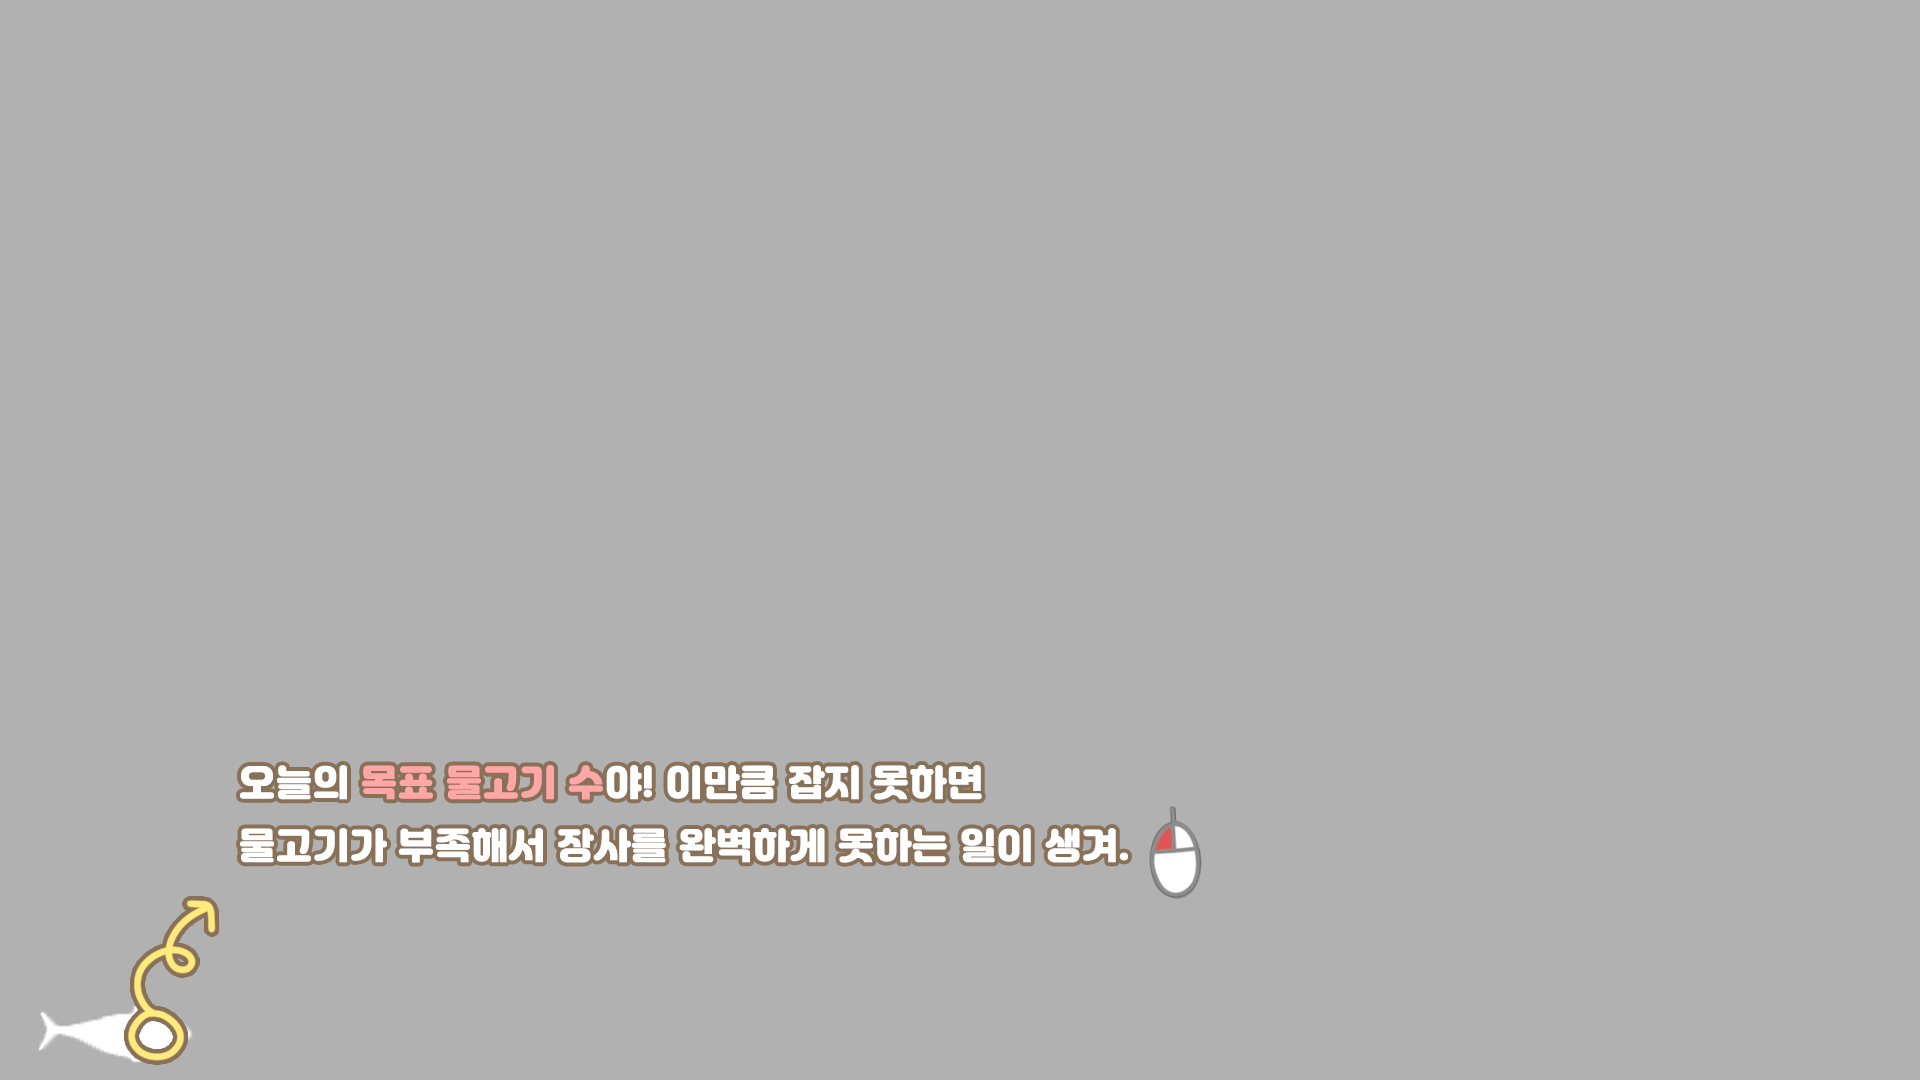 오늘의 목표 물고기 수야! 이만큼 잡지 못하면
물고기가 부족해서 장사를 완벽하게 못하는 일이 생겨.